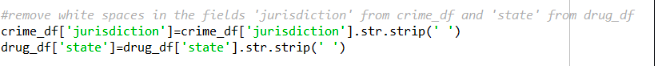 #remove white spaces in the fields 'jurisdiction' from crime_df and 'state' from drug_df
crime_df['jurisdiction']=crime_df['jurisdiction'].str.strip(' ')
drug_df['state']=drug_df['state'].str.strip(' ')